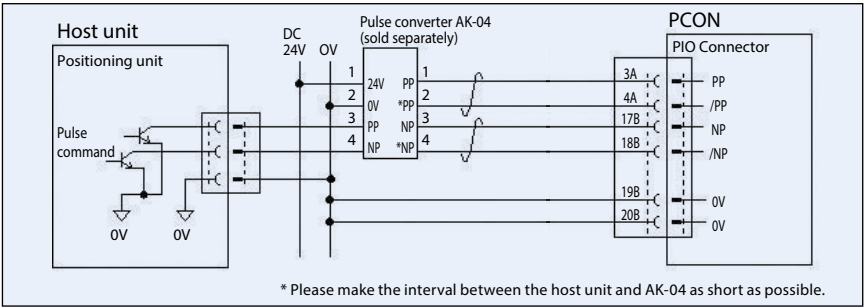 Host unit
Positioning unit
Pulse
command
0V
0V
DC
24V
0V
Pulse converter AK-04
(sold separately)
1 24V PP 1
2 0V *PP 2
3 PP NP 3
4 NP *NP 4
PCON
PIO Connector
3A PP
4A /PP
17B NP
18B /NP
19B 0V
20B 0V
* Please make the interval between the host unit and AK-04 as short as possible.